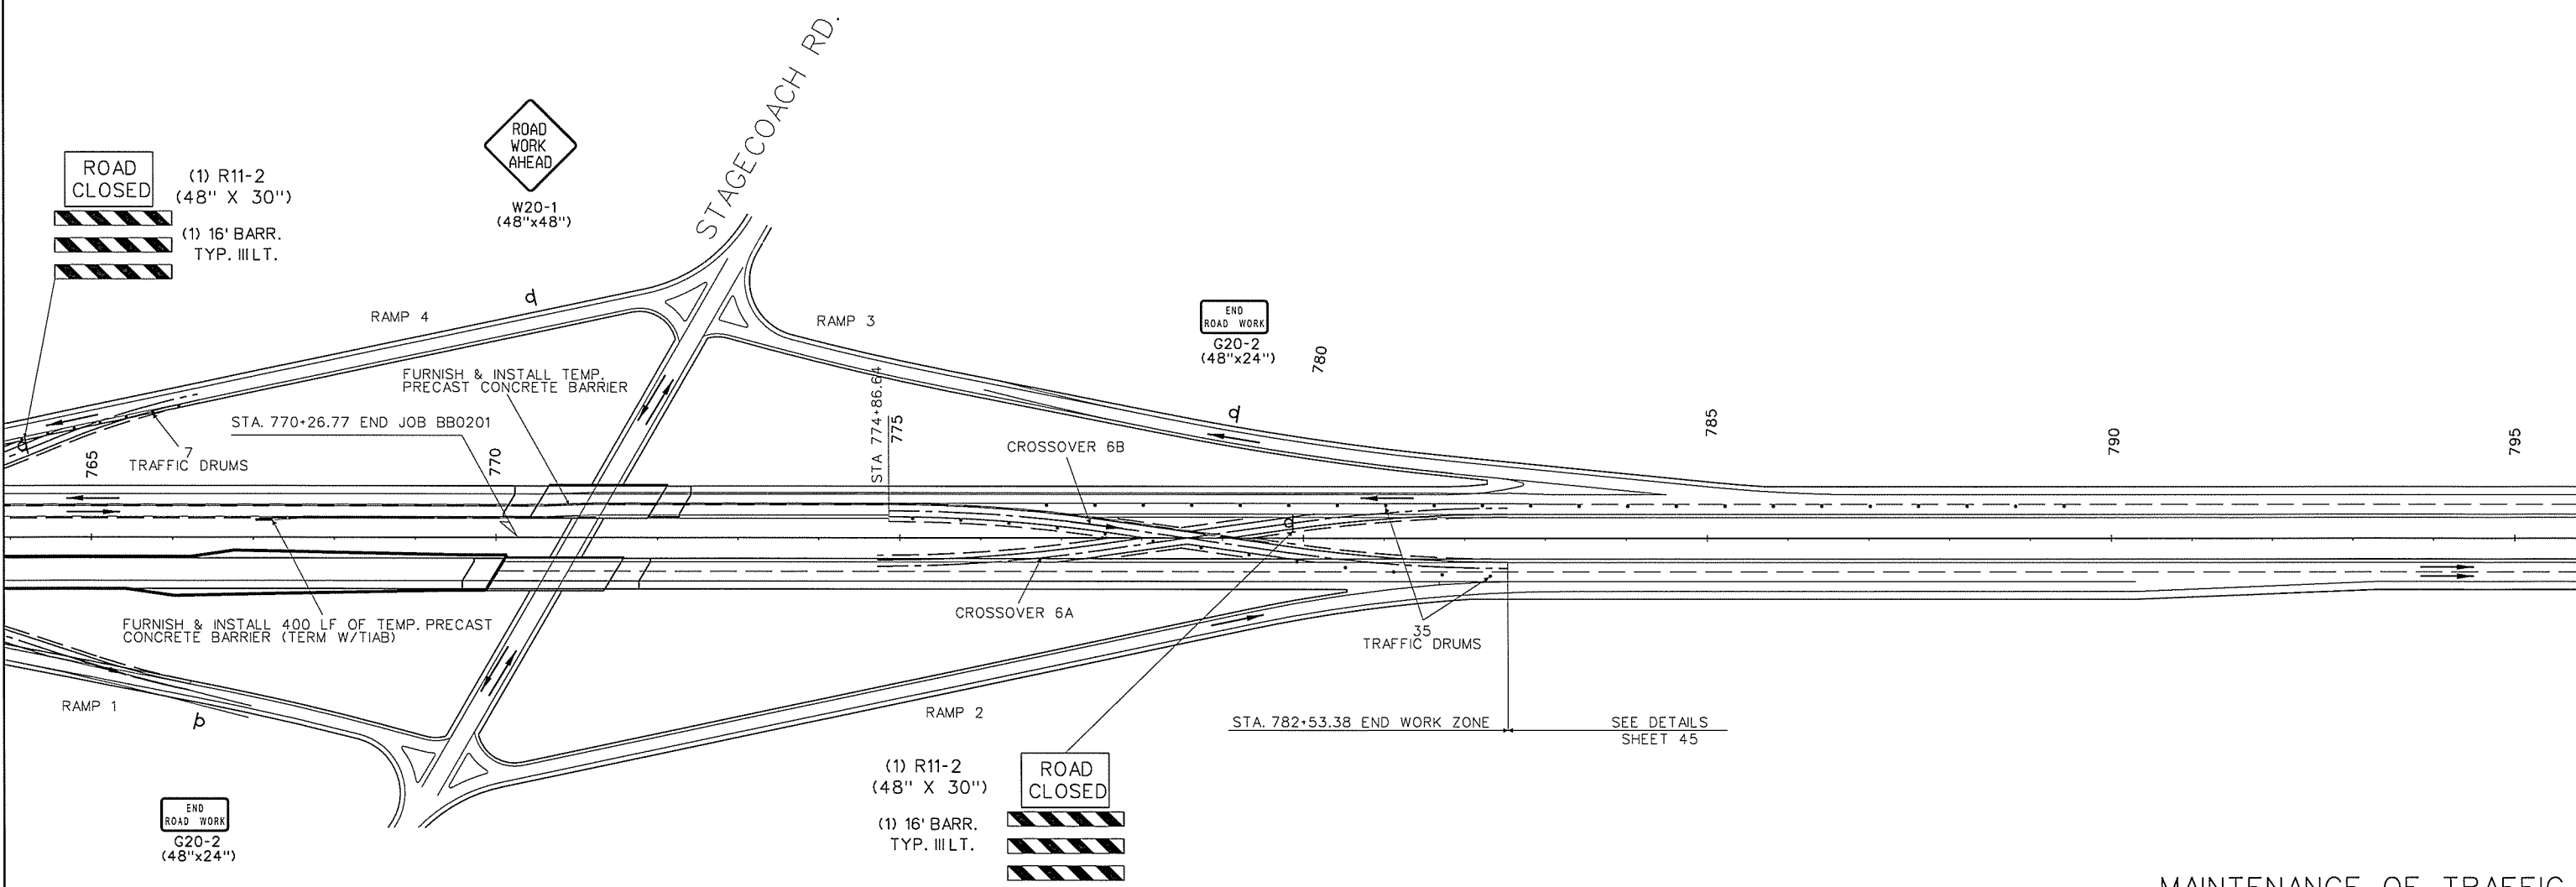 STAGECOACH RD.
ROAD
WORK
AHEAD
W20-1
(48"x48")
ROAD
CLOSED
(1) R11-2
(48" X 30")
(1) 16' BARR.
TYP. III LT.
RAMP 4
RAMP 3
END
ROAD WORK
G20-2
(48"x24")
780
FURNISH & INSTALL TEMP.
PRECAST CONCRETE BARRIER
STA. 770+26.77 END JOB BB0201
STA 774+86.64
775
7
TRAFFIC DRUMS
765
770
CROSSOVER 6B
785
790
795
CROSSOVER 6A
FURNISH & INSTALL 400 LF OF TEMP. PRECAST
CONCRETE BARRIER (TERM W/TIAB)
35
TRAFFIC DRUMS
RAMP 1
RAMP 2
STA. 782+53.38 END WORK ZONE
SEE DETAILS
SHEET 45
END
ROAD WORK
G20-2
(48"x24")
(1) R11-2
(48" X 30")
(1) 16' BARR.
TYP. III LT.
ROAD
CLOSED
MAINTENANCE OF TRAFFIC